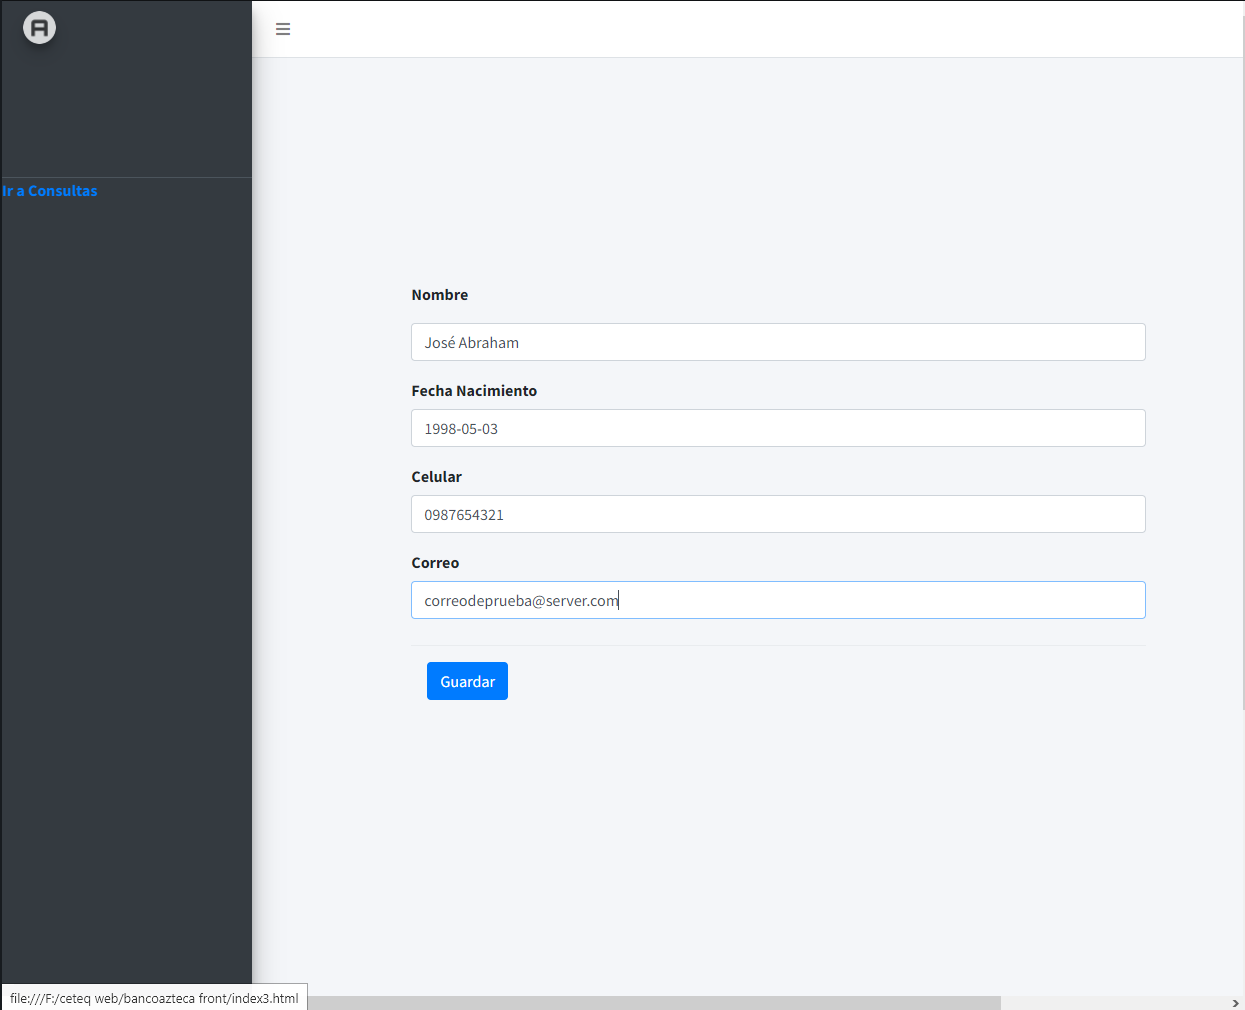 A
Ir a Consultas
Nombre
José Abraham
Fecha Nacimiento
1998-05-03
Celular
0987654321
Correo
correodeprueba@server.com
Guardar
file:///F:/ceteq web/bancoazteca front/index3.html